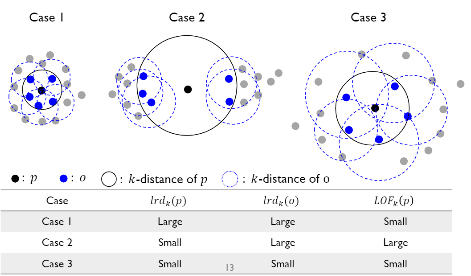 Case 1 Case 2 Case 3
: p : o : k-distance of p : k-distance of o
Case lrd_k(p) lrd_k(o) LOF_k(p)
Case 1 Large Large Small
Case 2 Small Large Large
Case 3 Small Small Small
13